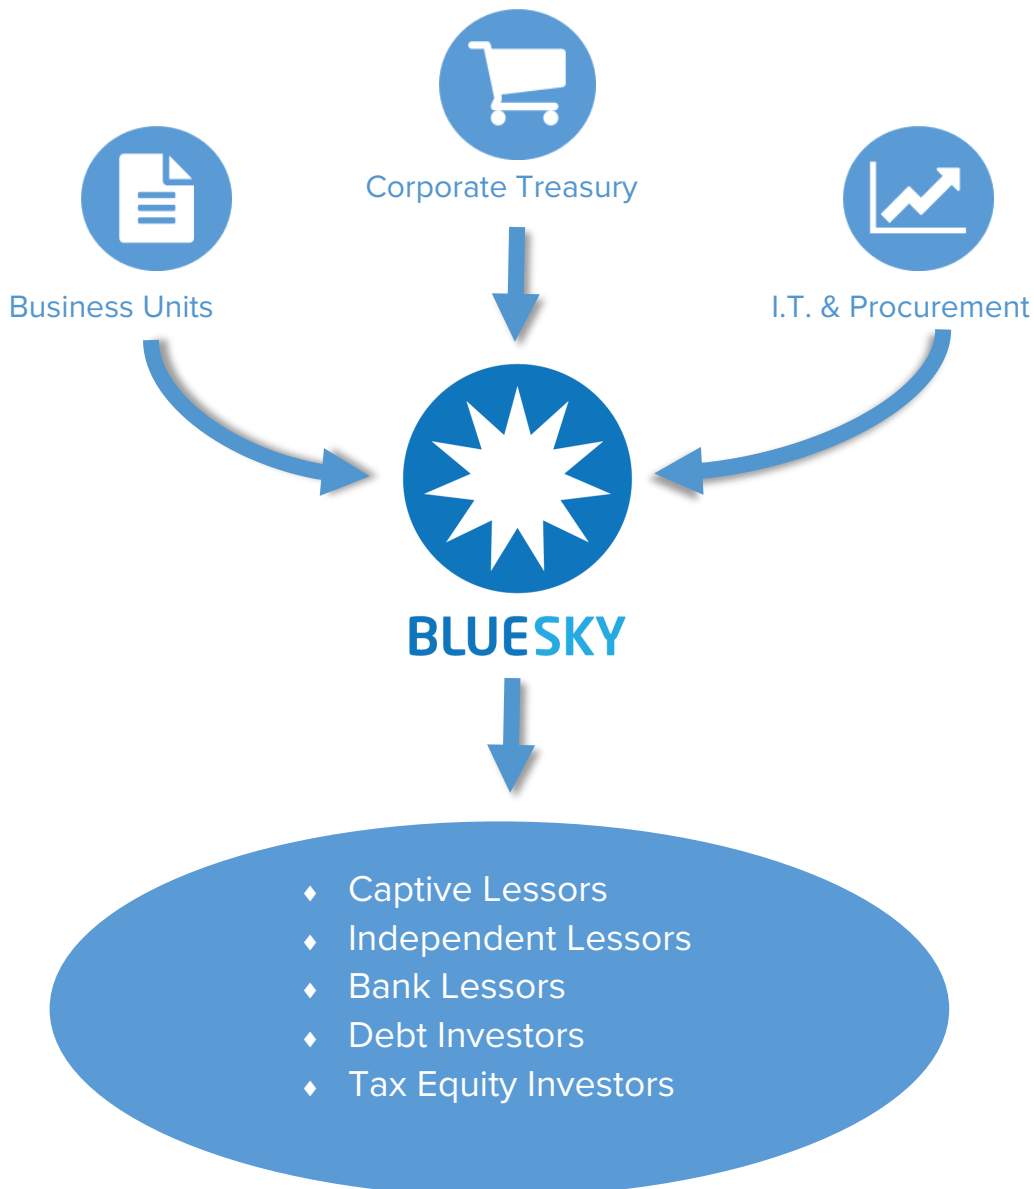 Corporate Treasury
Business Units
I.T. & Procurement
BLUESKY
♦ Captive Lessors
♦ Independent Lessors
♦ Bank Lessors
♦ Debt Investors
♦ Tax Equity Investors